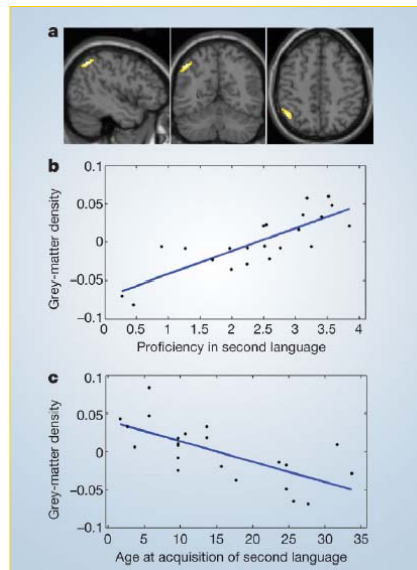 a
b
0.1
0.05
0
−0.05
−0.1
Grey-matter density
0 0.5 1 1.5 2 2.5 3 3.5 4
Proficiency in second language
c
0.1
0.05
0
−0.05
−0.1
Grey-matter density
0 5 10 15 20 25 30 35
Age at acquisition of second language